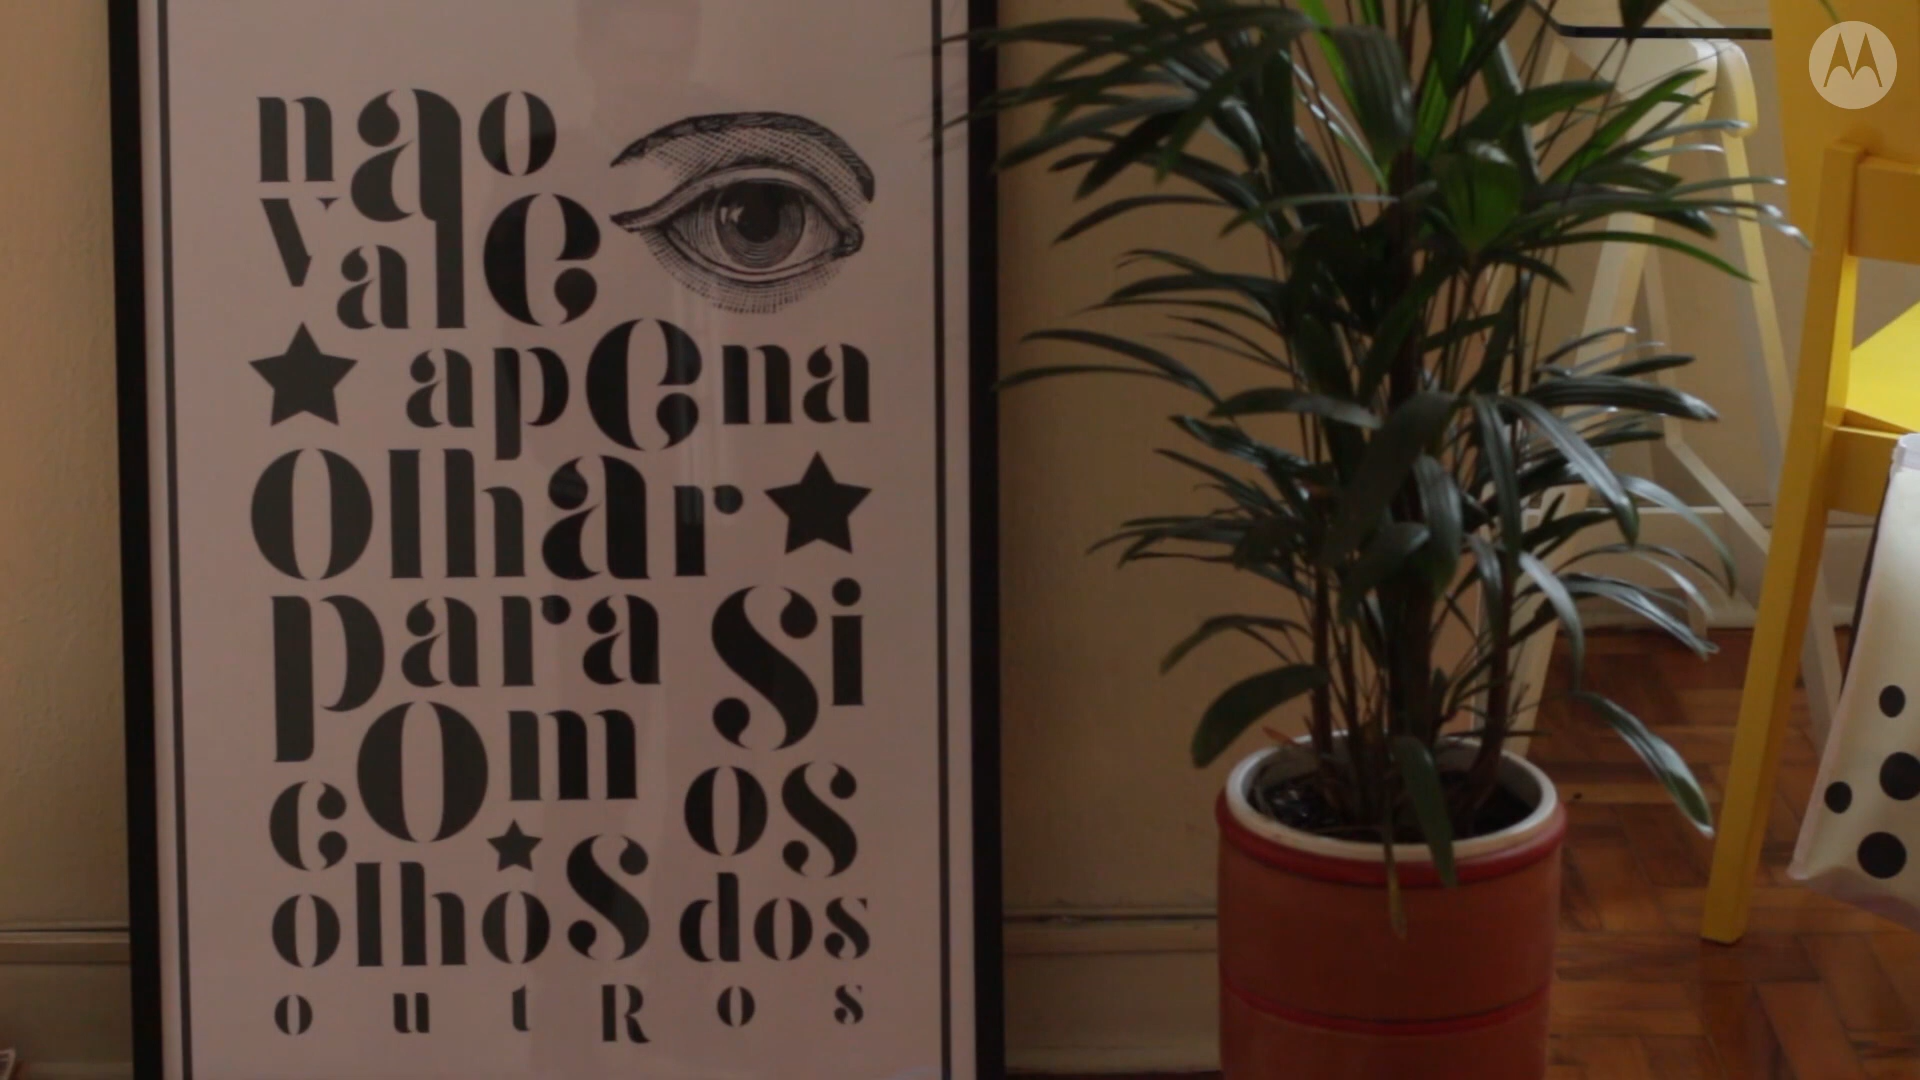 nao
vale
apena
olhar
para si
com os
olhos dos
outRos